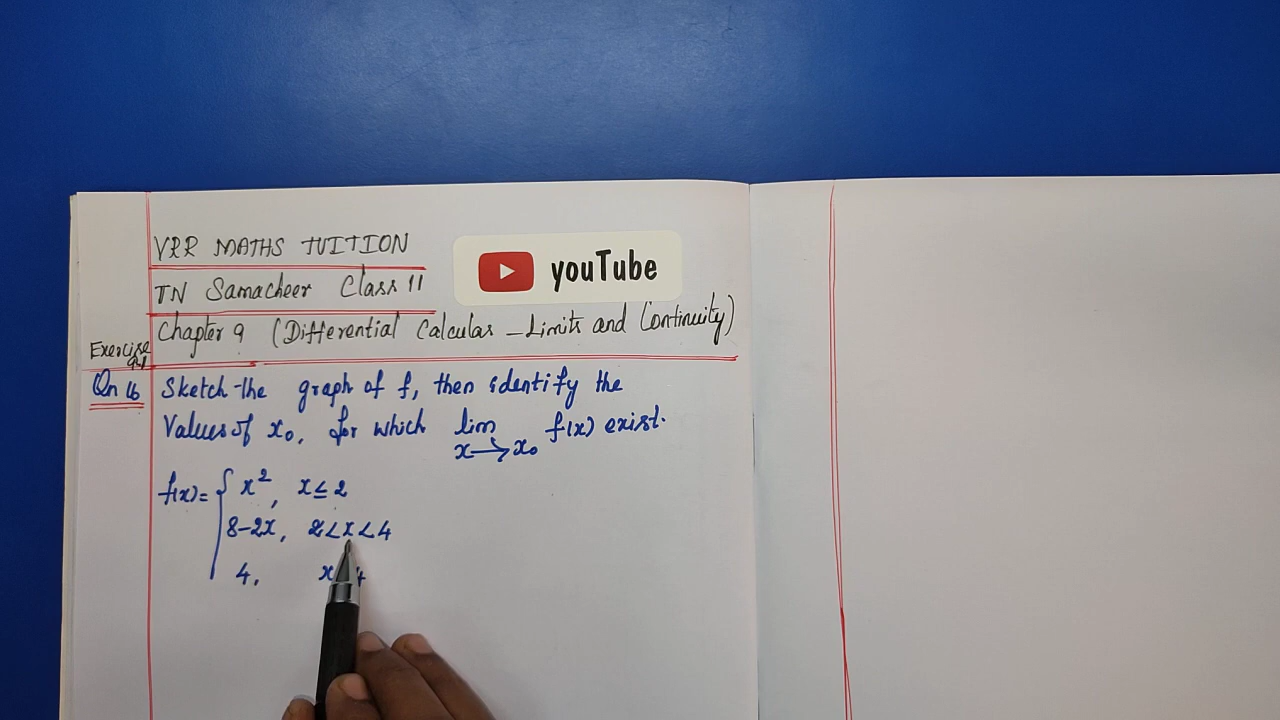 VRR MATHS TUITION
youTube
TN Samacheer Class 11
Chapter 9 (Differential Calculas - Limits and Continuity)
Exercise 9.1
Qn 16 Sketch the graph of f, then identify the
Values of x₀, for which lim x→x₀ f(x) exist.
f(x) = { x², x ≤ 2
8-2x, 2<x<4
4, x 4